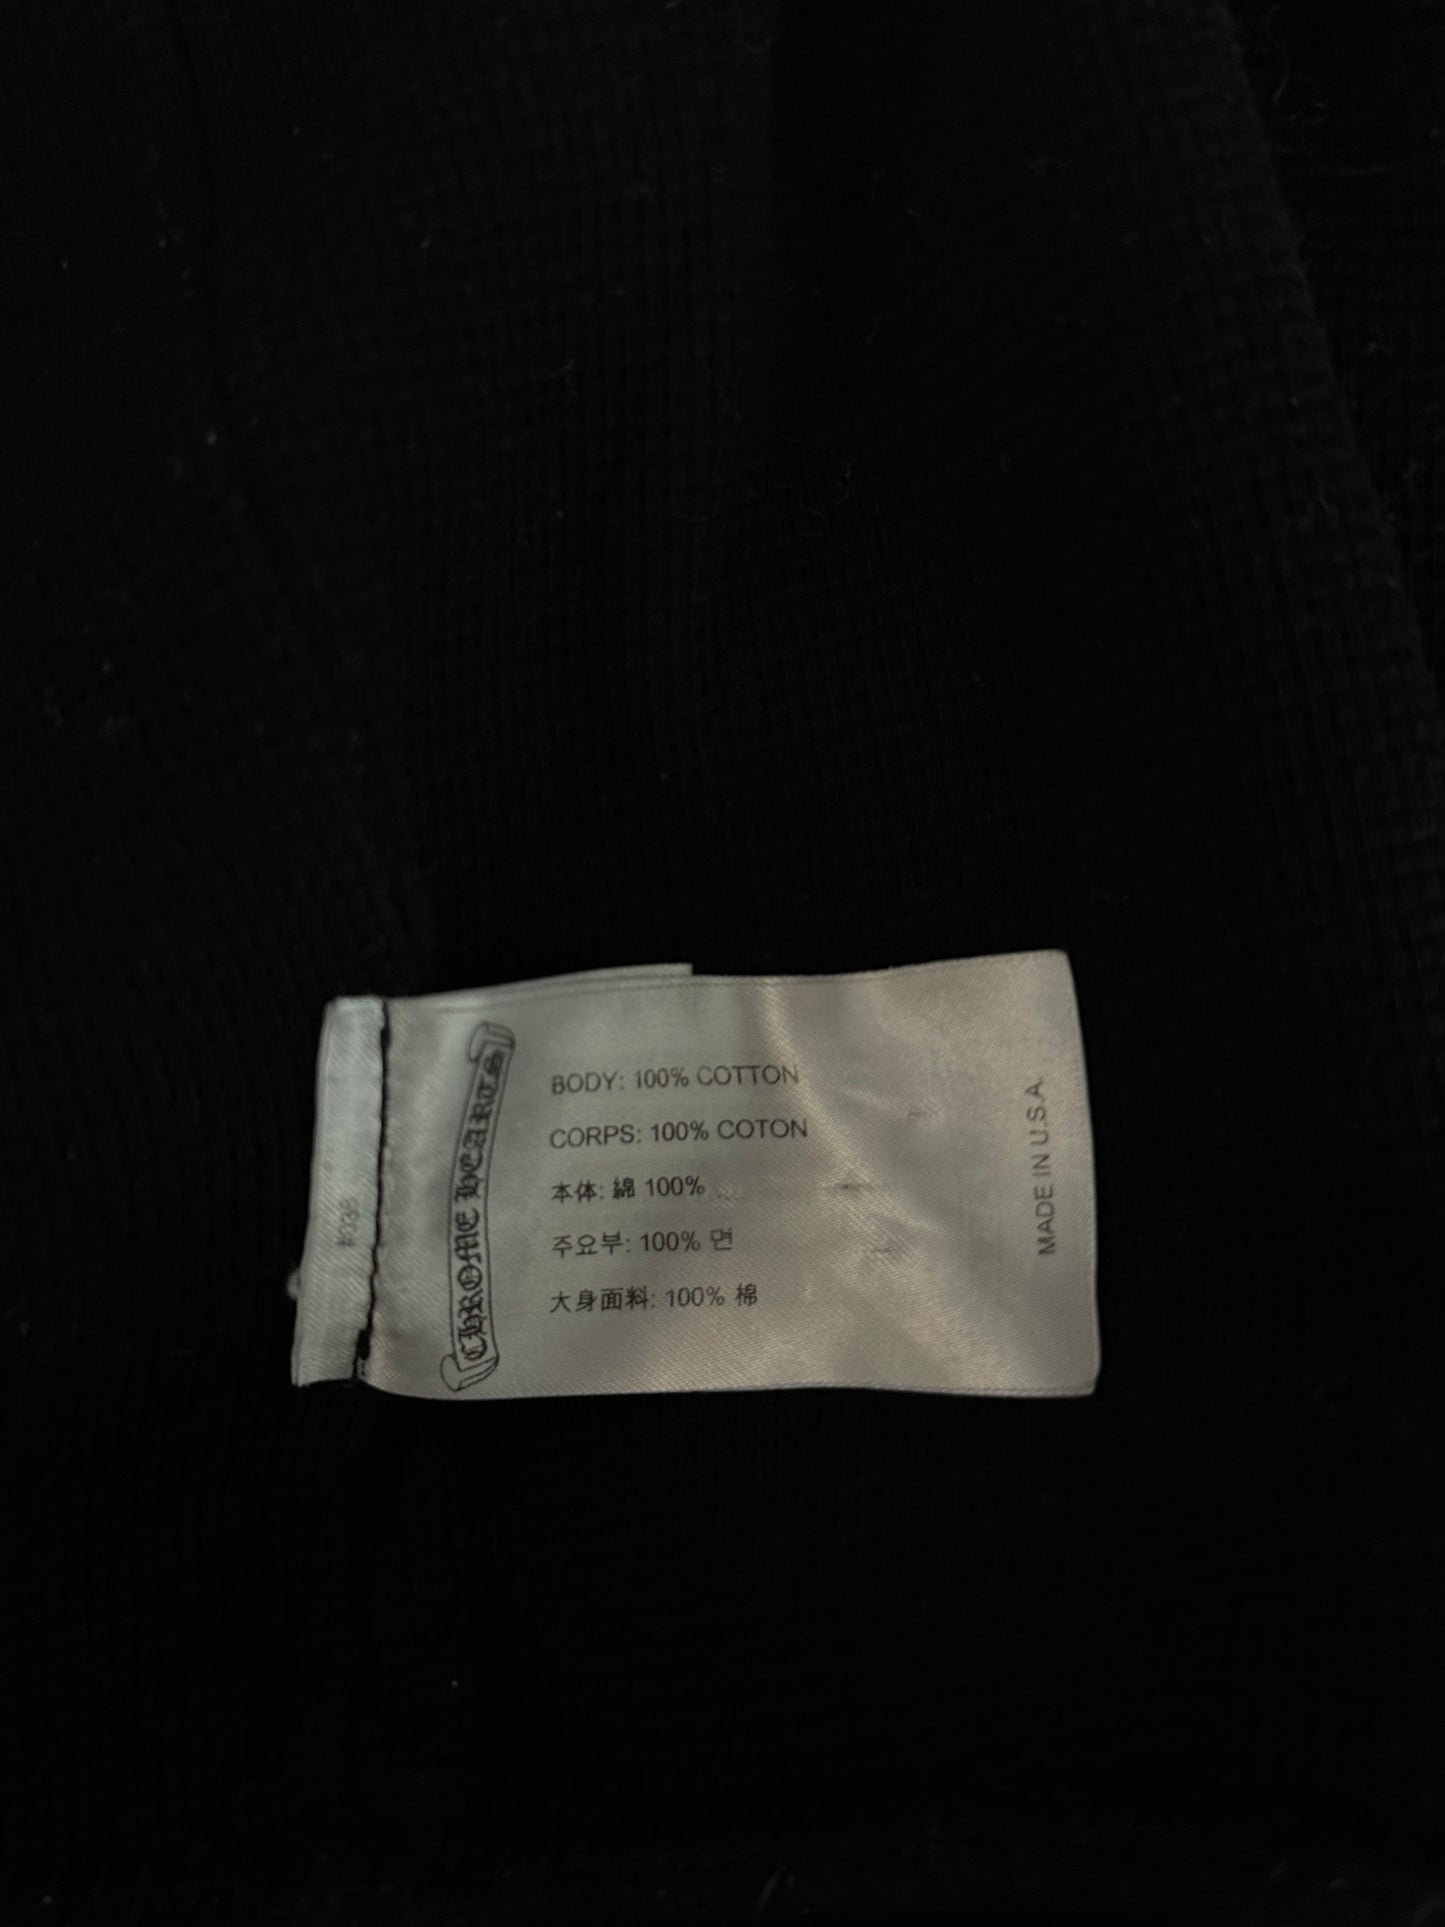 CHROME HEARTS
BODY: 100% COTTON
CORPS: 100% COTON
本体: 綿 100%
주요부: 100% 면
大身面料: 100% 棉
MADE IN U.S.A.